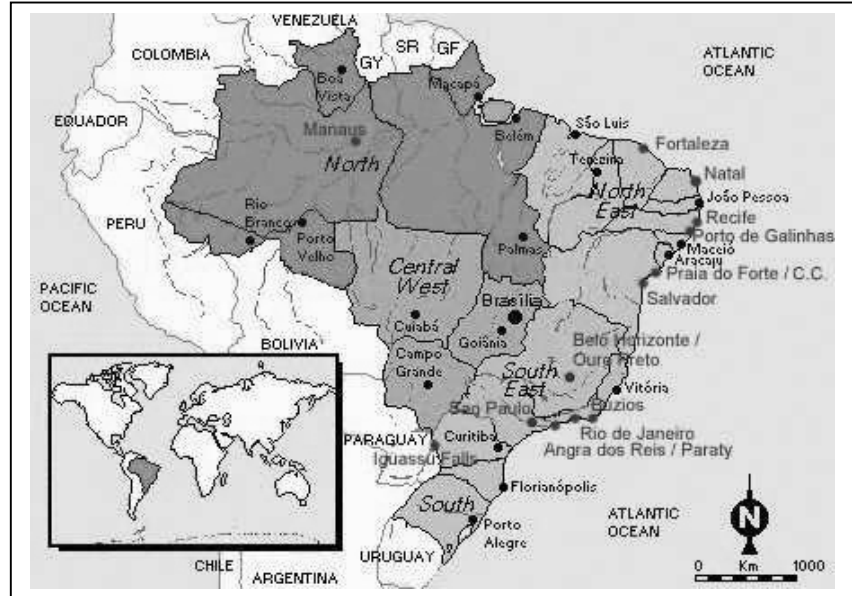 VENEZUELA
COLOMBIA
GY
SR
GF
ATLANTIC
OCEAN
Boa
Vista
Macapá
EQUADOR
Manaus
North
Belém
São Luis
Fortaleza
Terezina
North
East
Natal
João Pessoa
PERU
Rio
Branco
Porto
Velho
Recife
Porto de Galinhas
Palmas
Maceió
Aracaju
Praia do Forte / C.C.
Central
West
PACIFIC
OCEAN
Salvador
Brasília
Cuiabá
Goiânia
BOLIVIA
Belo Horizonte /
Ouro Preto
Campo
Grande
South
East
Vitória
Sao Paulo
Búzios
PARAGUAY
Curitiba
Rio de Janeiro
Iguassú Falls
Angra dos Reis / Paraty
Florianópolis
South
ATLANTIC
OCEAN
N
Porto
Alegre
URUGUAY
CHILE
ARGENTINA
0 Km 1000